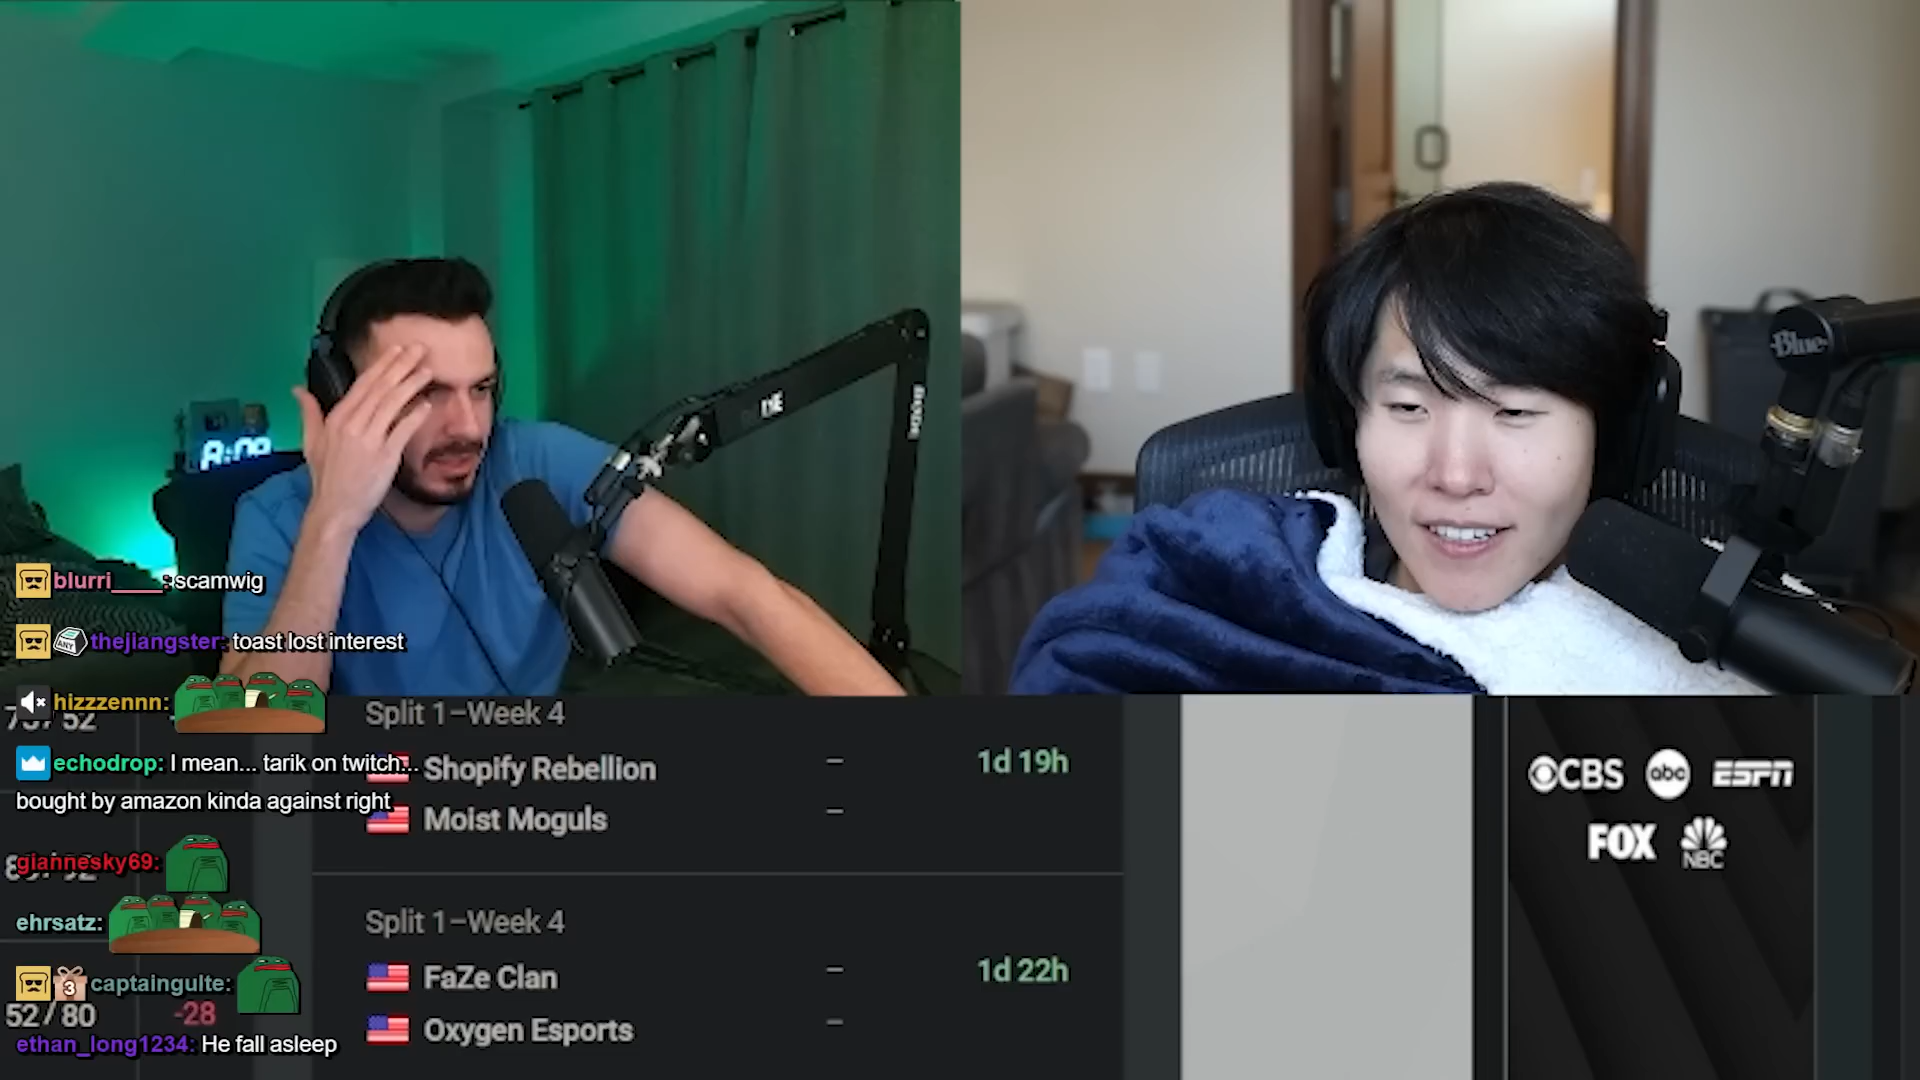 Blue
blurri____: scamwig
thejiangster: toast lost interest
hizzzennn:
echodrop: I mean... tarik on twitch...
bought by amazon kinda against right
giannesky69:
ehrsatz:
captaingulte:
3
52 / 80
-28
ethan_long1234: He fall asleep
Split 1–Week 4
Shopify Rebellion –
1d 19h
Moist Moguls –
Split 1–Week 4
FaZe Clan –
1d 22h
Oxygen Esports –
CBS abc ESPN
FOX NBC